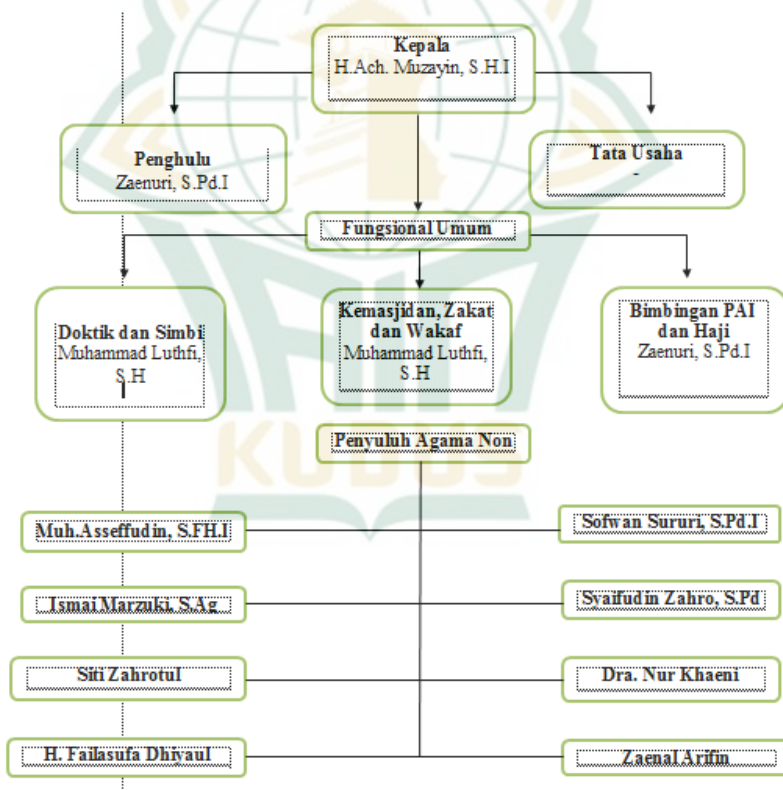 Kepala
H.Ach. Muzayin, S.H.I
Penghulu
Zaenuri, S.Pd.I
Tata Usaha
-
Fungsional Umum
Doktik dan Simbi
Muhammad Luthfi,
S.H
Kemasjidan, Zakat
dan Wakaf
Muhammad Luthfi,
S.H
Bimbingan PAI
dan Haji
Zaenuri, S.Pd.I
Penyuluh Agama Non
Muh.Asseffudin, S.FH.I
Sofwan Sururi, S.Pd.I
Ismai Marzuki, S.Ag
Syaifudin Zahro, S.Pd
Siti Zahrotul
Dra. Nur Khaeni
H. Failasufa Dhiyaul
Zaenal Arifin
KUDUS